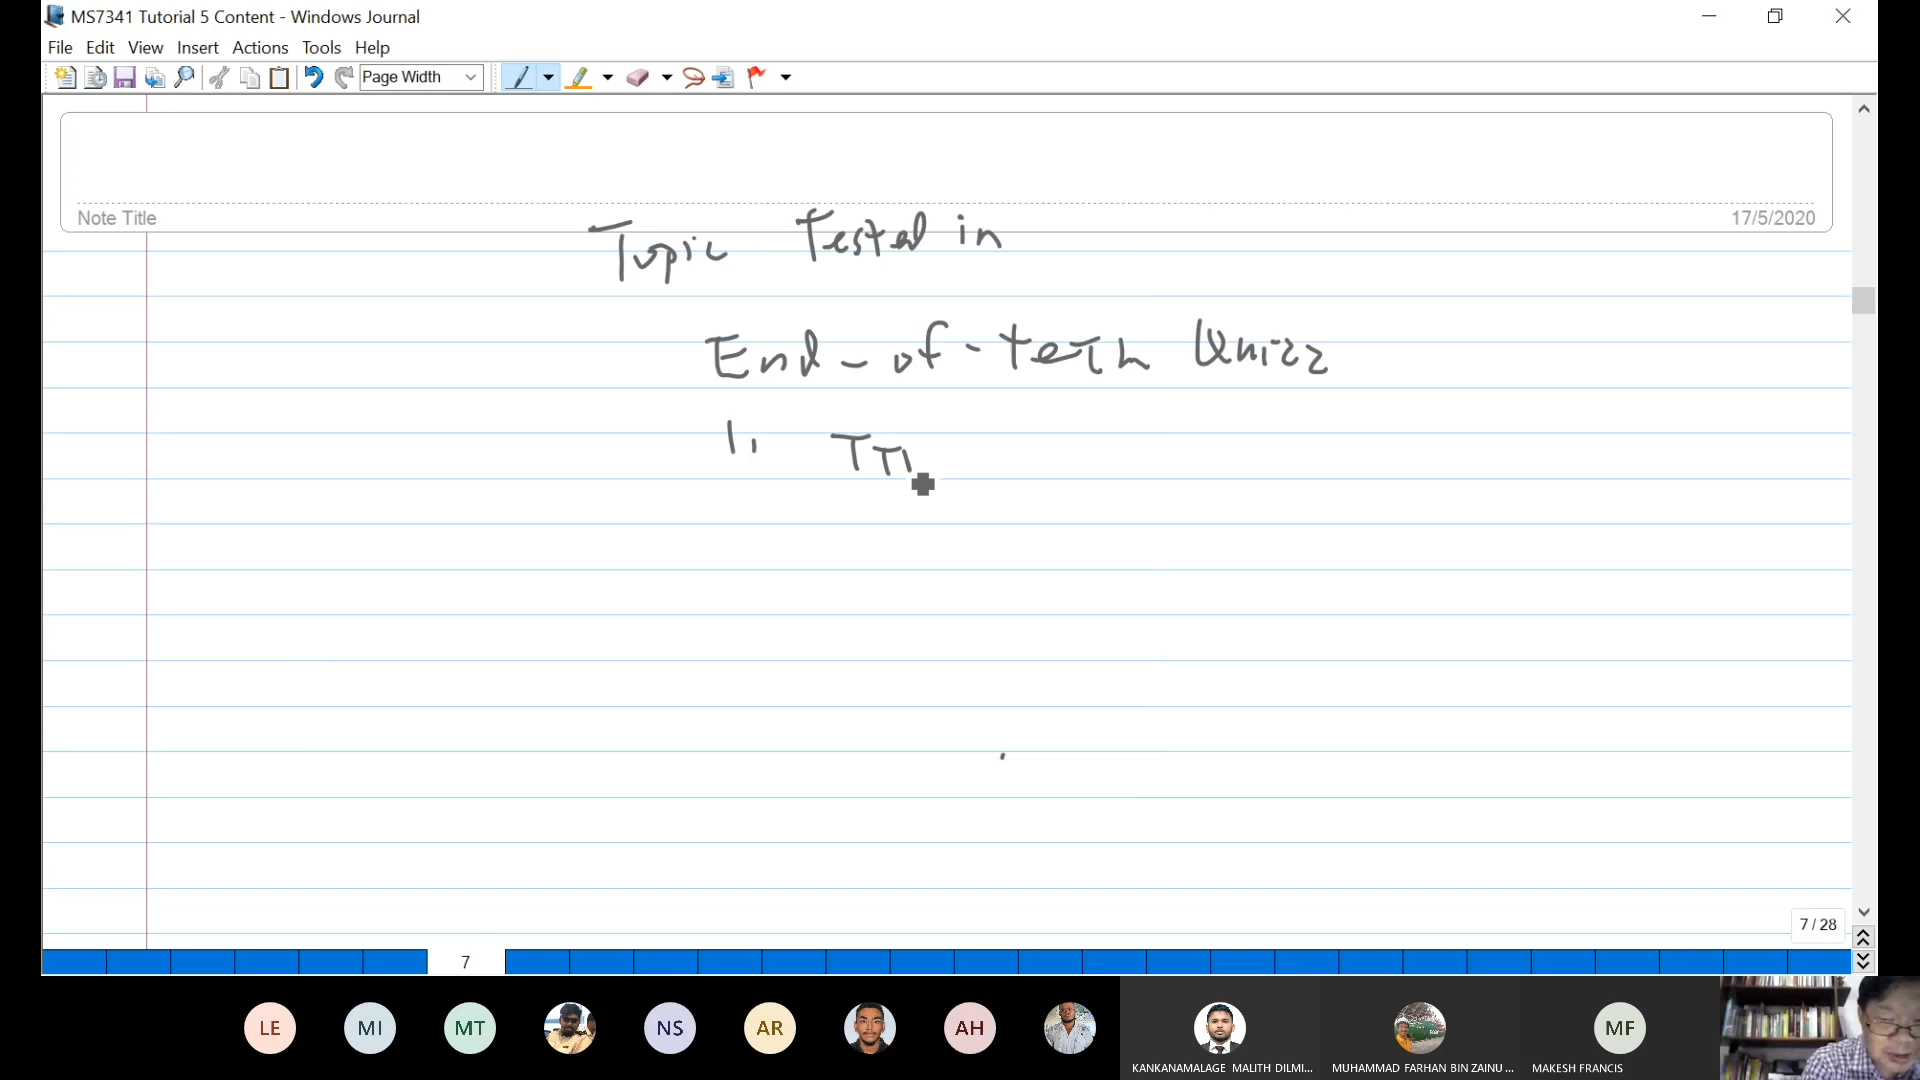 MS7341 Tutorial 5 Content - Windows Journal
File Edit View Insert Actions Tools Help
Page Width
Note Title
17/5/2020
Topic Tested in
End-of-term Quizz
1.
7 / 28
7
LE MI MT NS AR AH MF
KANKANAMALAGE MALITH DILMI... MUHAMMAD FARHAN BIN ZAINU... MAKESH FRANCIS